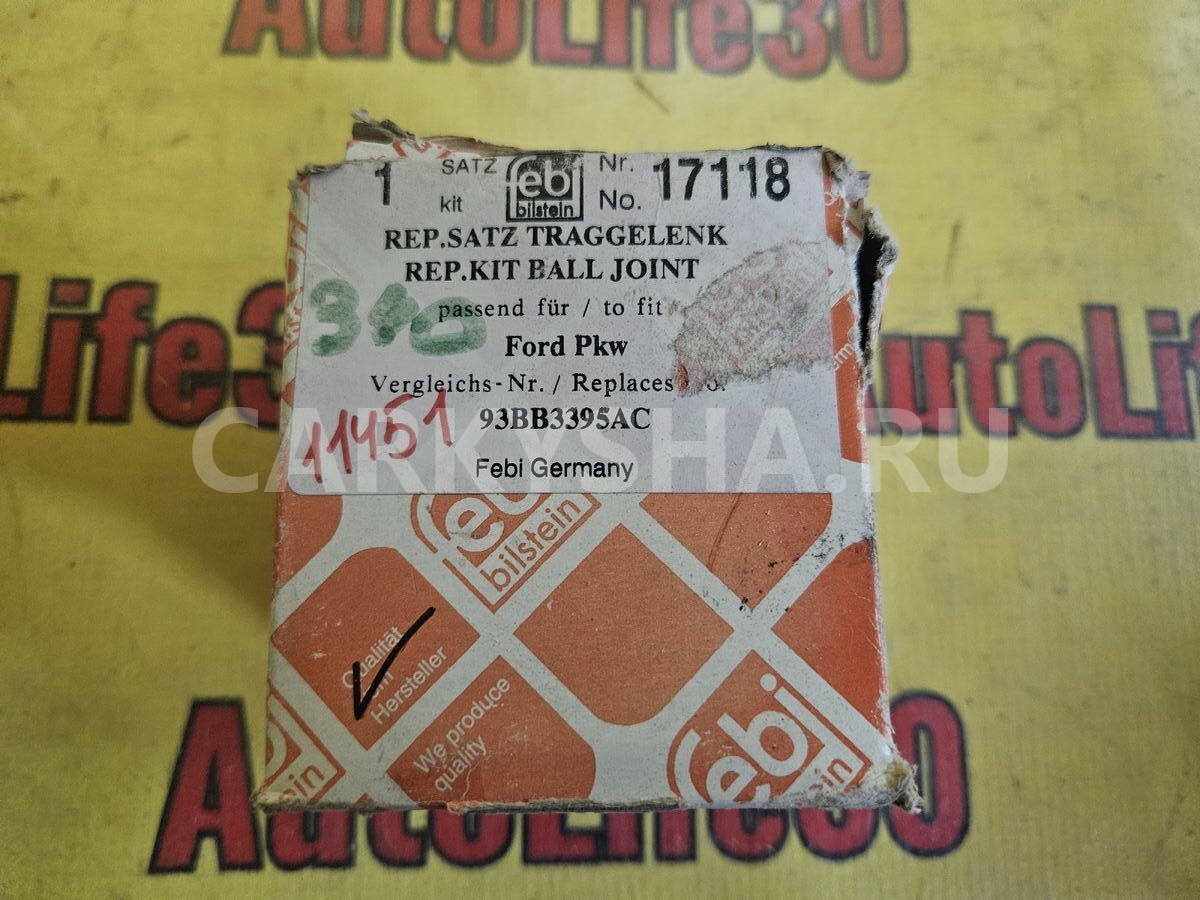 AutoLife30
1 SATZ kit febi bilstein Nr. No. 17118
REP.SATZ TRAGGELENK
REP.KIT BALL JOINT
310
passend für / to fit
Ford Pkw
Vergleichs-Nr. / Replaces
93BB3395AC
11451
Febi Germany
Life3
AutoLif
CARKYSHA.RU
febi
bilstein
Qualität
Hersteller
We produce
quality
febi
AutoLife30